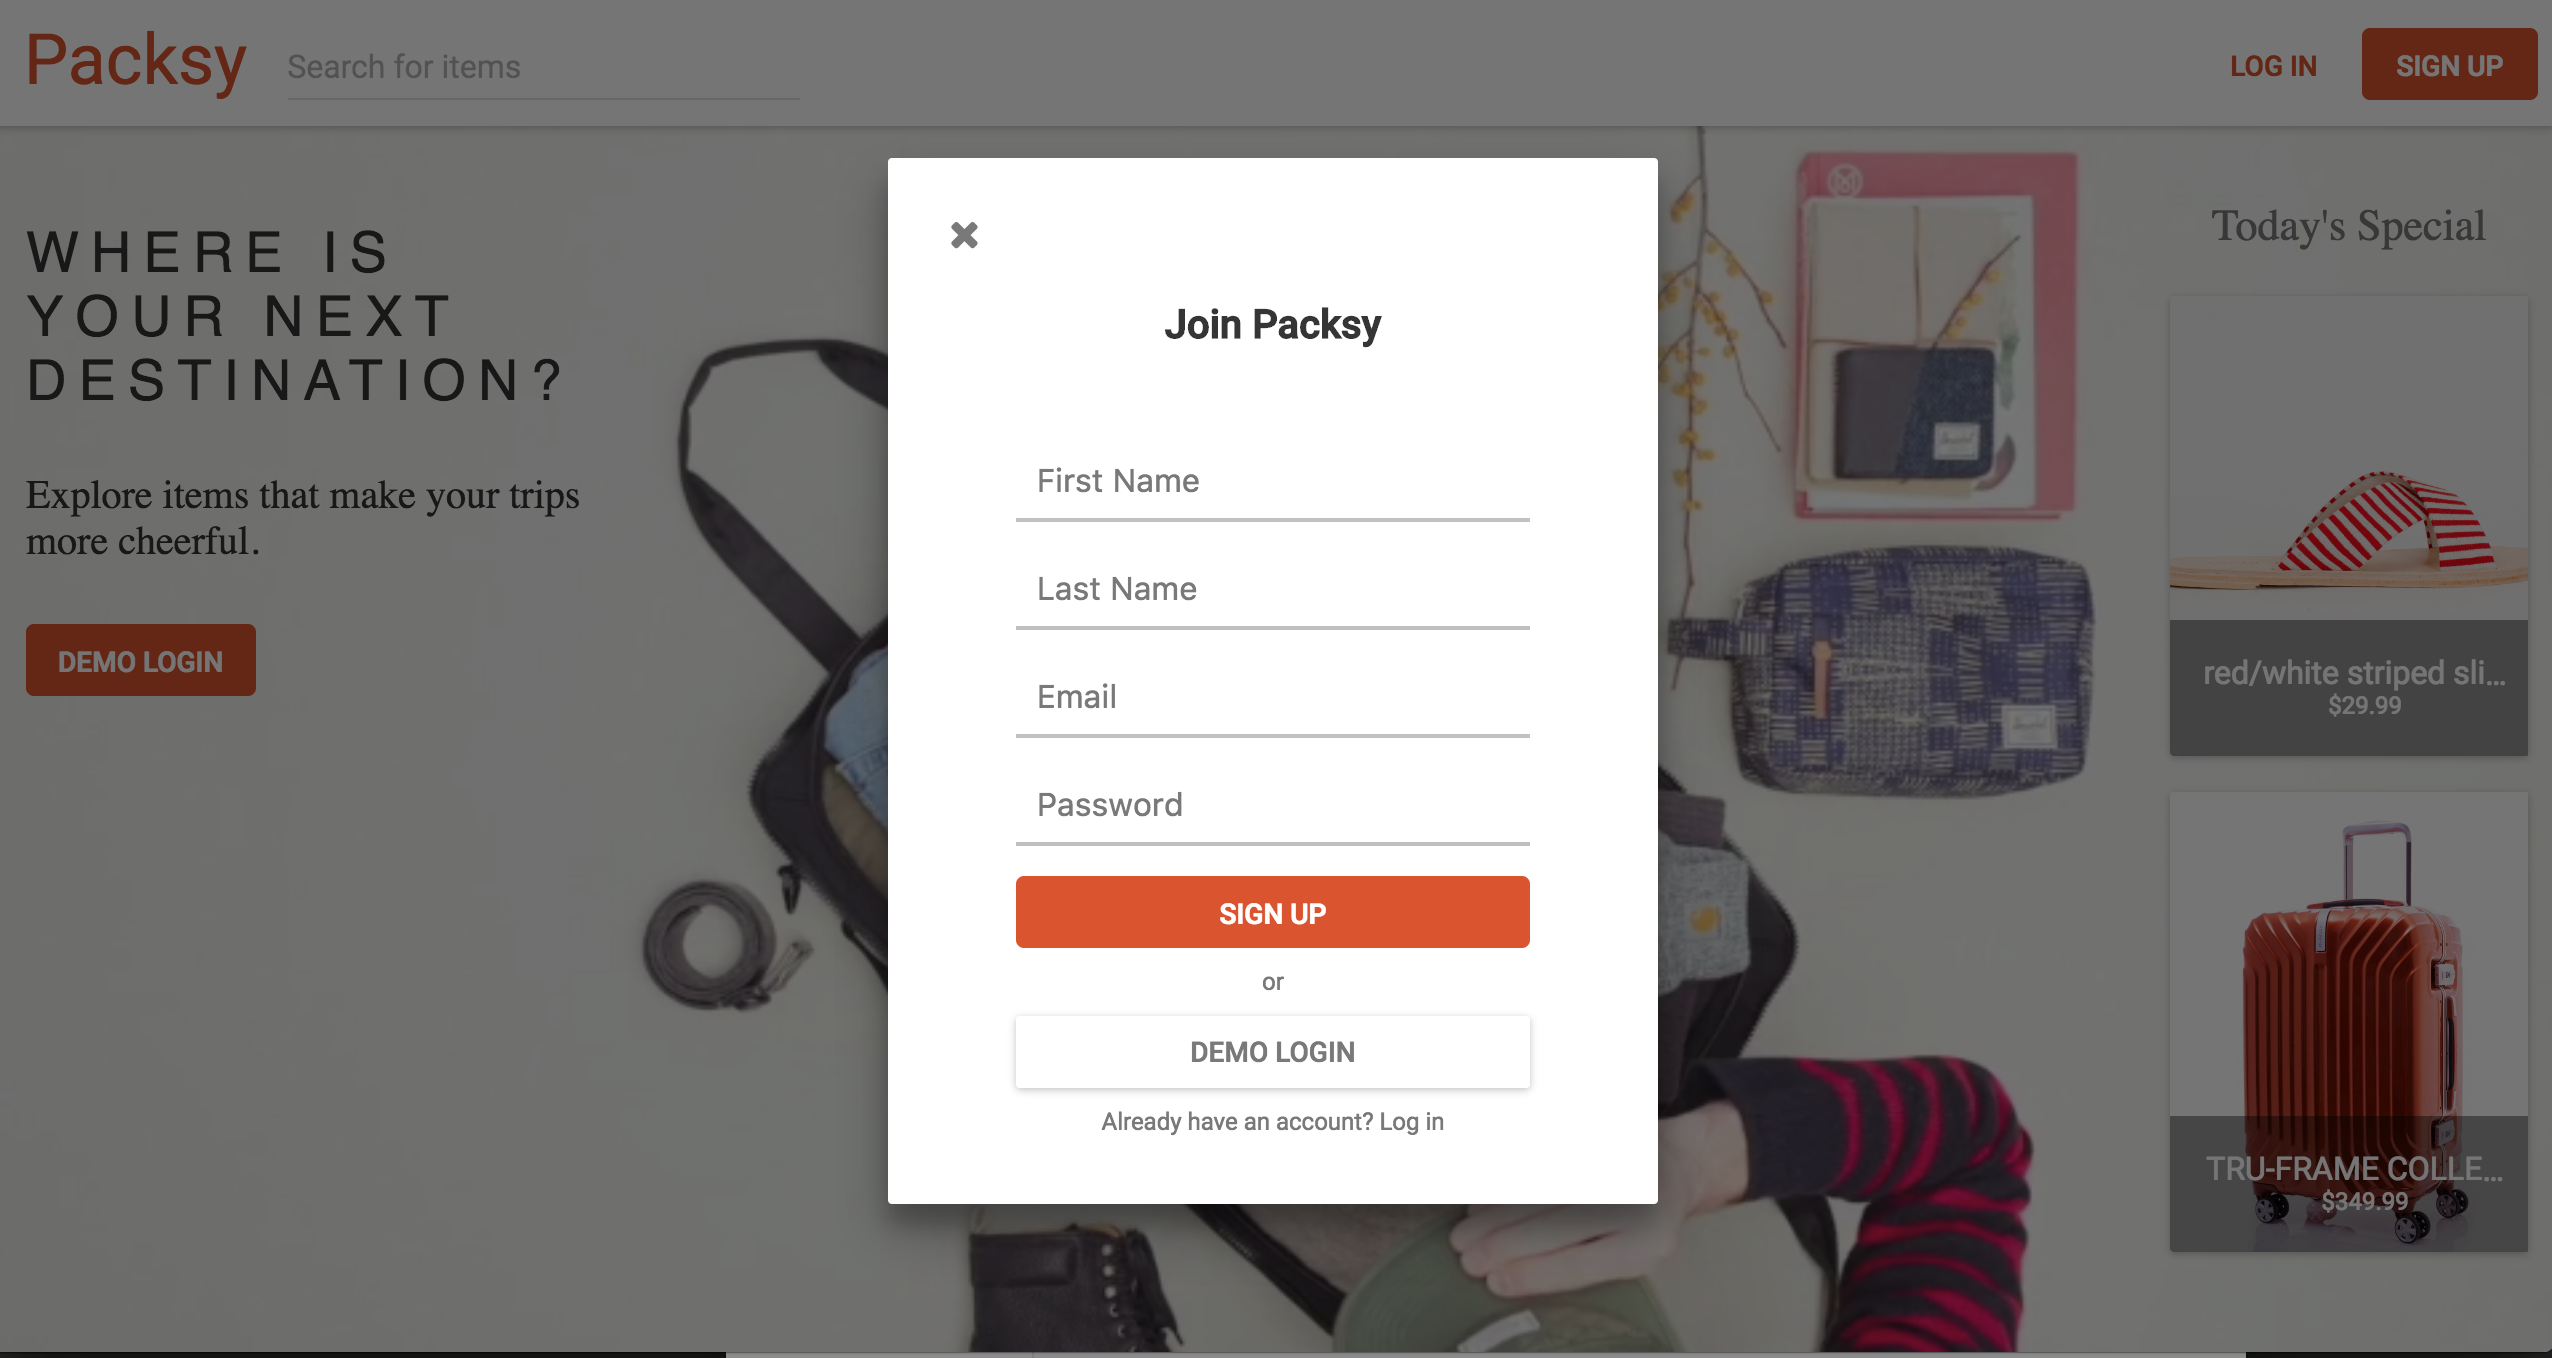 Packsy
Search for items
LOG IN
SIGN UP
WHERE IS
YOUR NEXT
DESTINATION?
Explore items that make your trips
more cheerful.
DEMO LOGIN
Join Packsy
First Name
Last Name
Email
Password
SIGN UP
or
DEMO LOGIN
Already have an account? Log in
Today's Special
red/white striped sli...
$29.99
TRU-FRAME COLLE...
$349.99